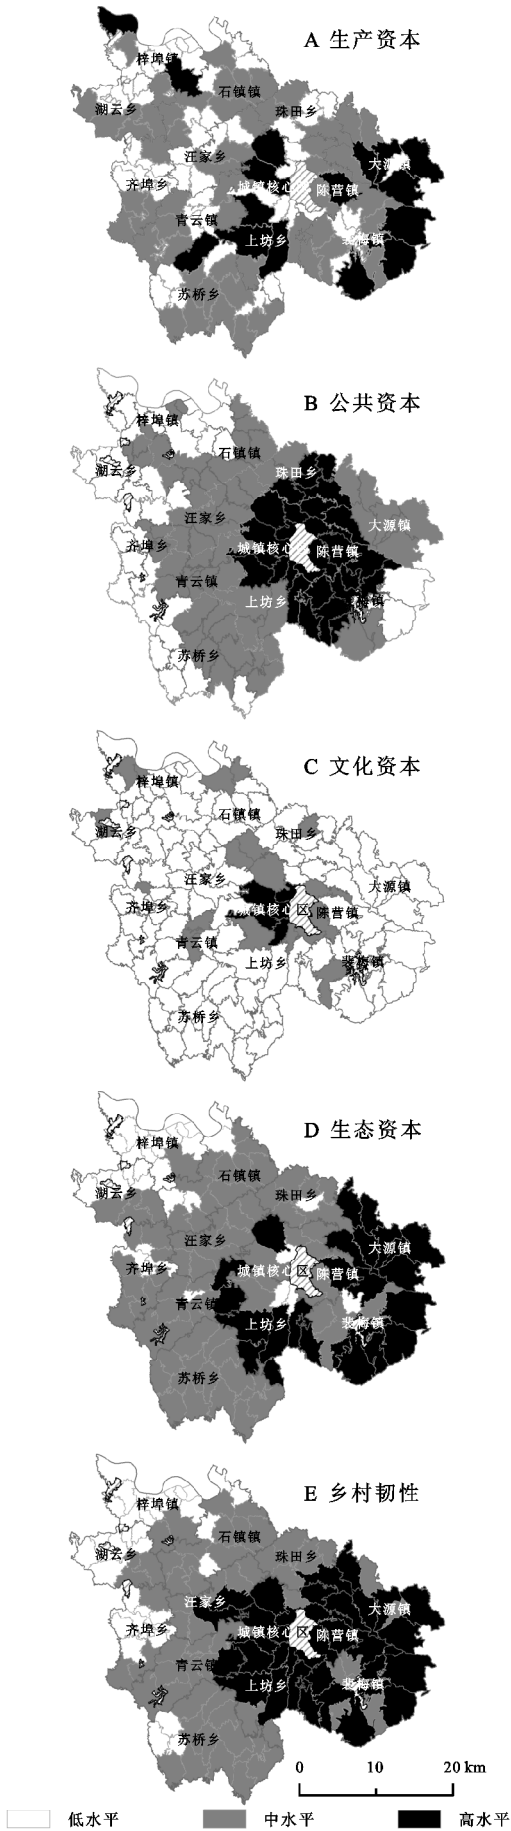 A 生产资本
梓埠镇
石镇镇
湖云乡
珠田乡
汪家乡
大源镇
齐埠乡
城镇核心
陈营镇
青云镇
上坊乡
裴梅镇
苏桥乡
B 公共资本
梓埠镇
石镇镇
湖云乡
珠田乡
汪家乡
大源镇
齐埠乡
城镇核心
陈营镇
青云镇
上坊乡
梅镇
苏桥乡
C 文化资本
梓埠镇
石镇镇
湖云乡
珠田乡
汪家乡
大源镇
齐埠乡
城镇核心区
陈营镇
青云镇
上坊乡
裴梅镇
苏桥乡
D 生态资本
梓埠镇
石镇镇
湖云乡
珠田乡
汪家乡
大源镇
齐埠乡
城镇核心区
陈营镇
青云镇
上坊乡
裴梅镇
苏桥乡
E 乡村韧性
梓埠镇
石镇镇
湖云乡
珠田乡
汪家乡
大源镇
齐埠乡
城镇核心区
陈营镇
青云镇
上坊乡
裴梅镇
苏桥乡
0 10 20 km
低水平 中水平 高水平